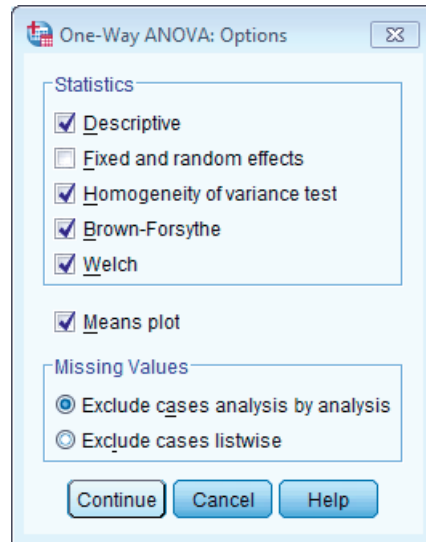 One-Way ANOVA: Options
Statistics
Descriptive
Fixed and random effects
Homogeneity of variance test
Brown-Forsythe
Welch
Means plot
Missing Values
Exclude cases analysis by analysis
Exclude cases listwise
Continue Cancel Help